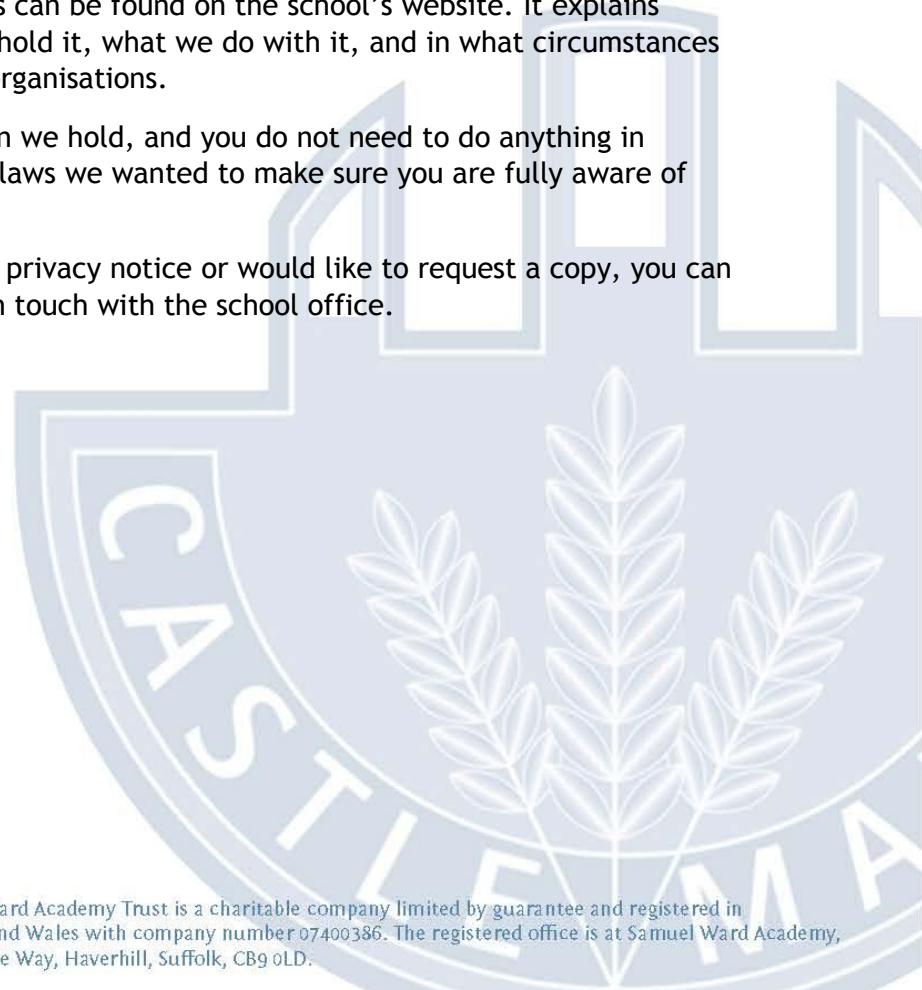 s can be found on the school's website. It explains
hold it, what we do with it, and in what circumstances
rganisations.
n we hold, and you do not need to do anything in
laws we wanted to make sure you are fully aware of
privacy notice or would like to request a copy, you can
n touch with the school office.
CASTLE MA
ard Academy Trust is a charitable company limited by guarantee and registered in
nd Wales with company number 07400386. The registered office is at Samuel Ward Academy,
e Way, Haverhill, Suffolk, CB9 0LD.